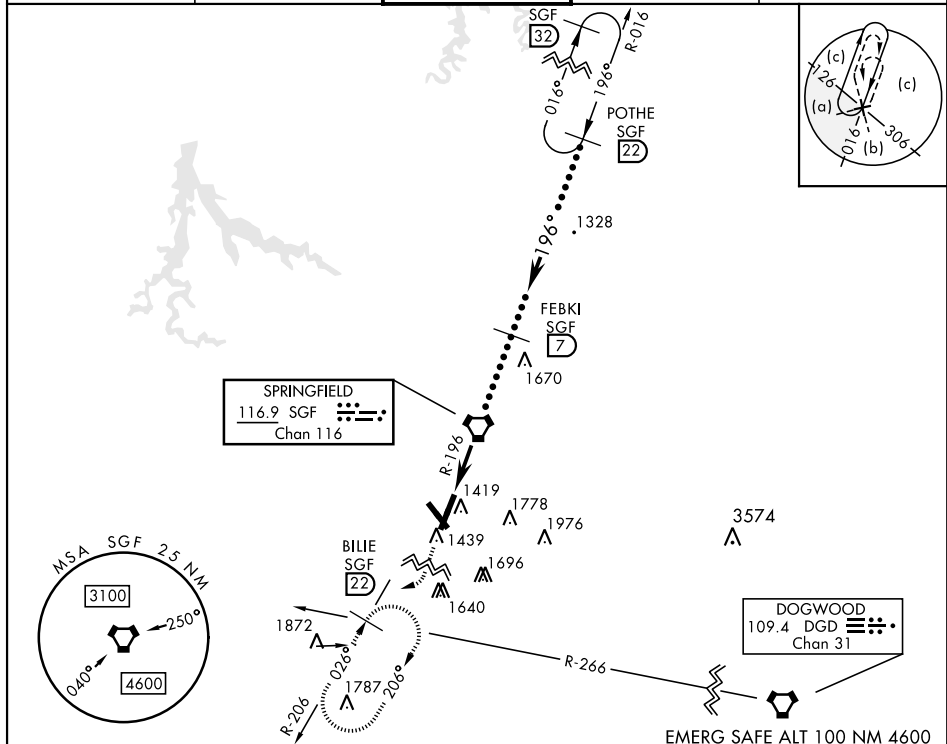 SGF
32
R-016
016°
196°
POTHE
SGF
22
(c)
126
(c)
(a)
016
(b)
306
1328
196°
FEBKI
SGF
7
1670
SPRINGFIELD
116.9 SGF
Chan 116
R-196
1419
1778
1976
3574
1439
1696
1640
BILIE
SGF
22
MSA SGF 25 NM
3100
250°
040°
4600
1872
026°
206°
1787
R-206
R-266
DOGWOOD
109.4 DGD
Chan 31
EMERG SAFE ALT 100 NM 4600